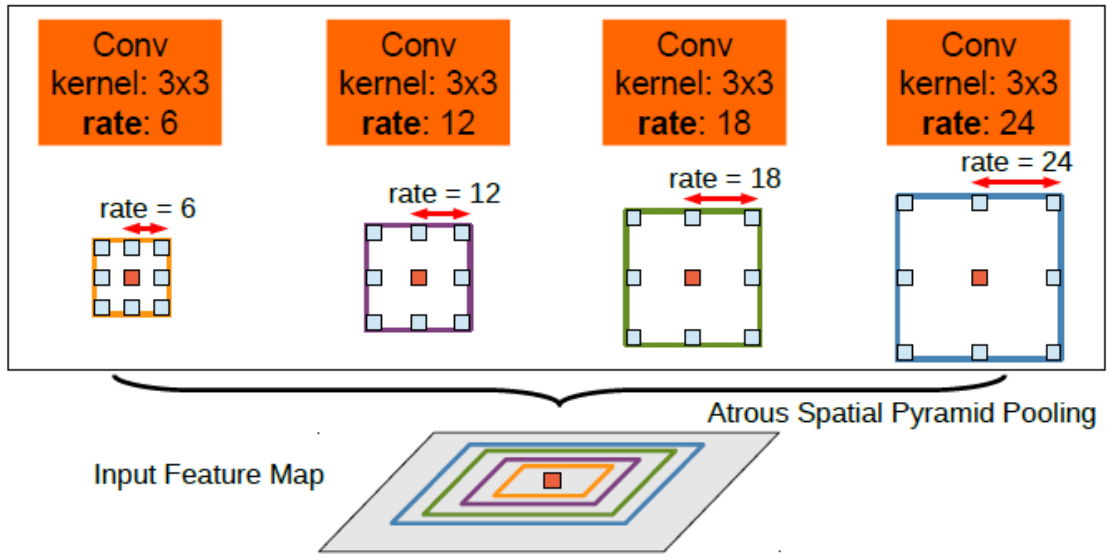 Conv
kernel: 3x3
rate: 6
Conv
kernel: 3x3
rate: 12
Conv
kernel: 3x3
rate: 18
Conv
kernel: 3x3
rate: 24
rate = 6
rate = 12
rate = 18
rate = 24
Atrous Spatial Pyramid Pooling
Input Feature Map